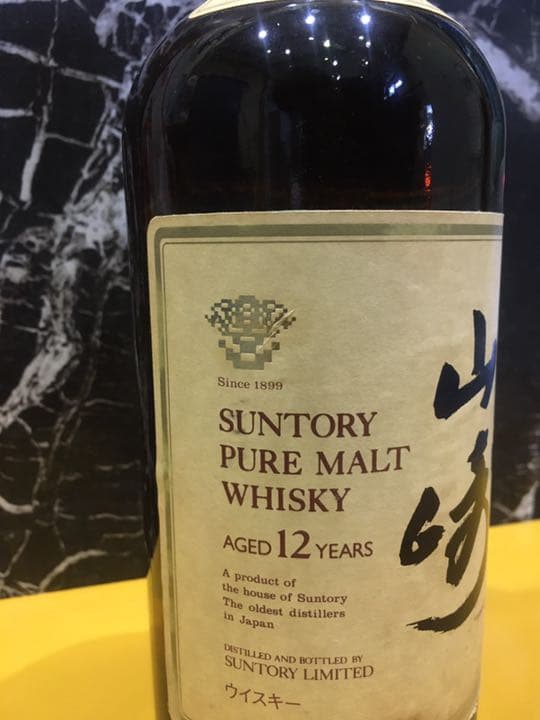 Since 1899
SUNTORY
PURE MALT
WHISKY
AGED 12 YEARS
A product of
the house of Suntory
The oldest distillers
in Japan
DISTILLED AND BOTTLED BY
SUNTORY LIMITED
ウイスキー
山
崎